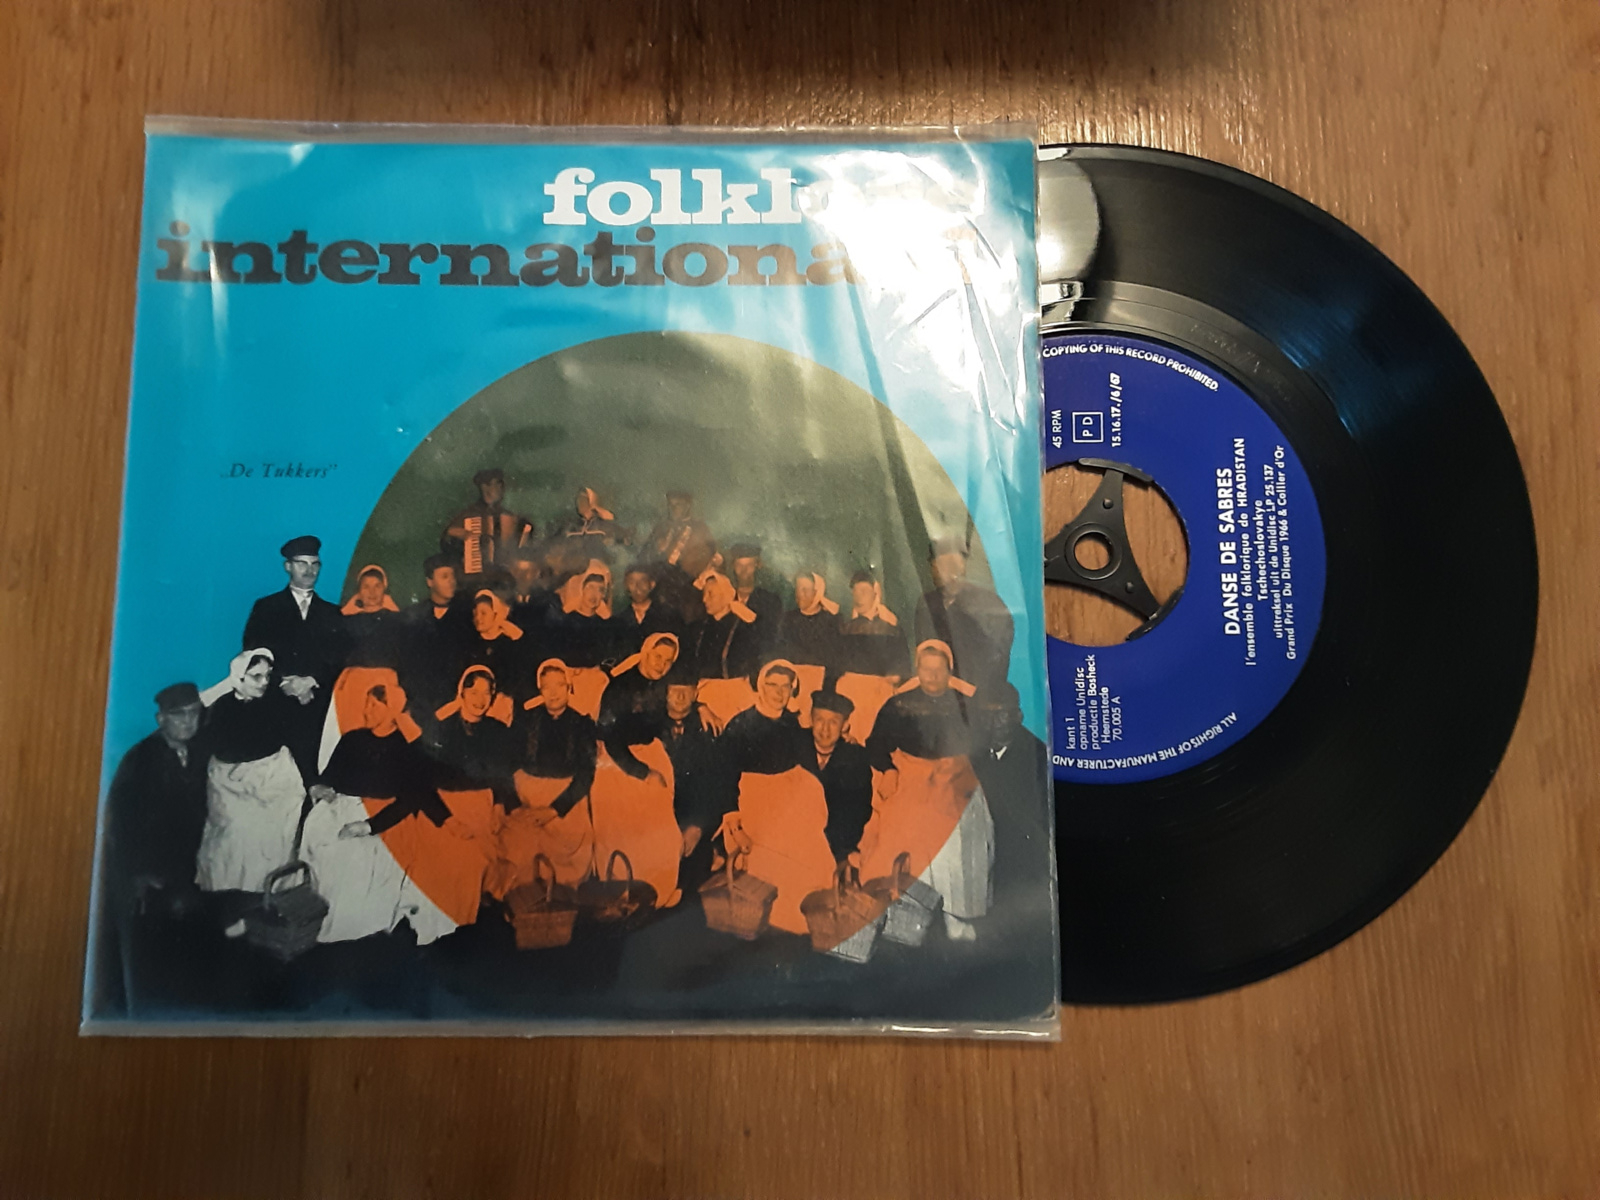 folklore
international
„De Tukkers”
COPYING OF THIS RECORD PROHIBITED.
45 RPM
PD
15.16.17./6/67
DANSE DE SABRES
l'ensemble folklorique de HRADISTAN
Tschechoslovakye
uittreksel uit de Unidisc LP 25.137
Grand Prix Du Disque 1966 & Collier d'Or
kant 1
opname Unidisc
productie Bosheck
Heemstede
70,005 A
ALL RIGHTS OF THE MANUFACTURER AND